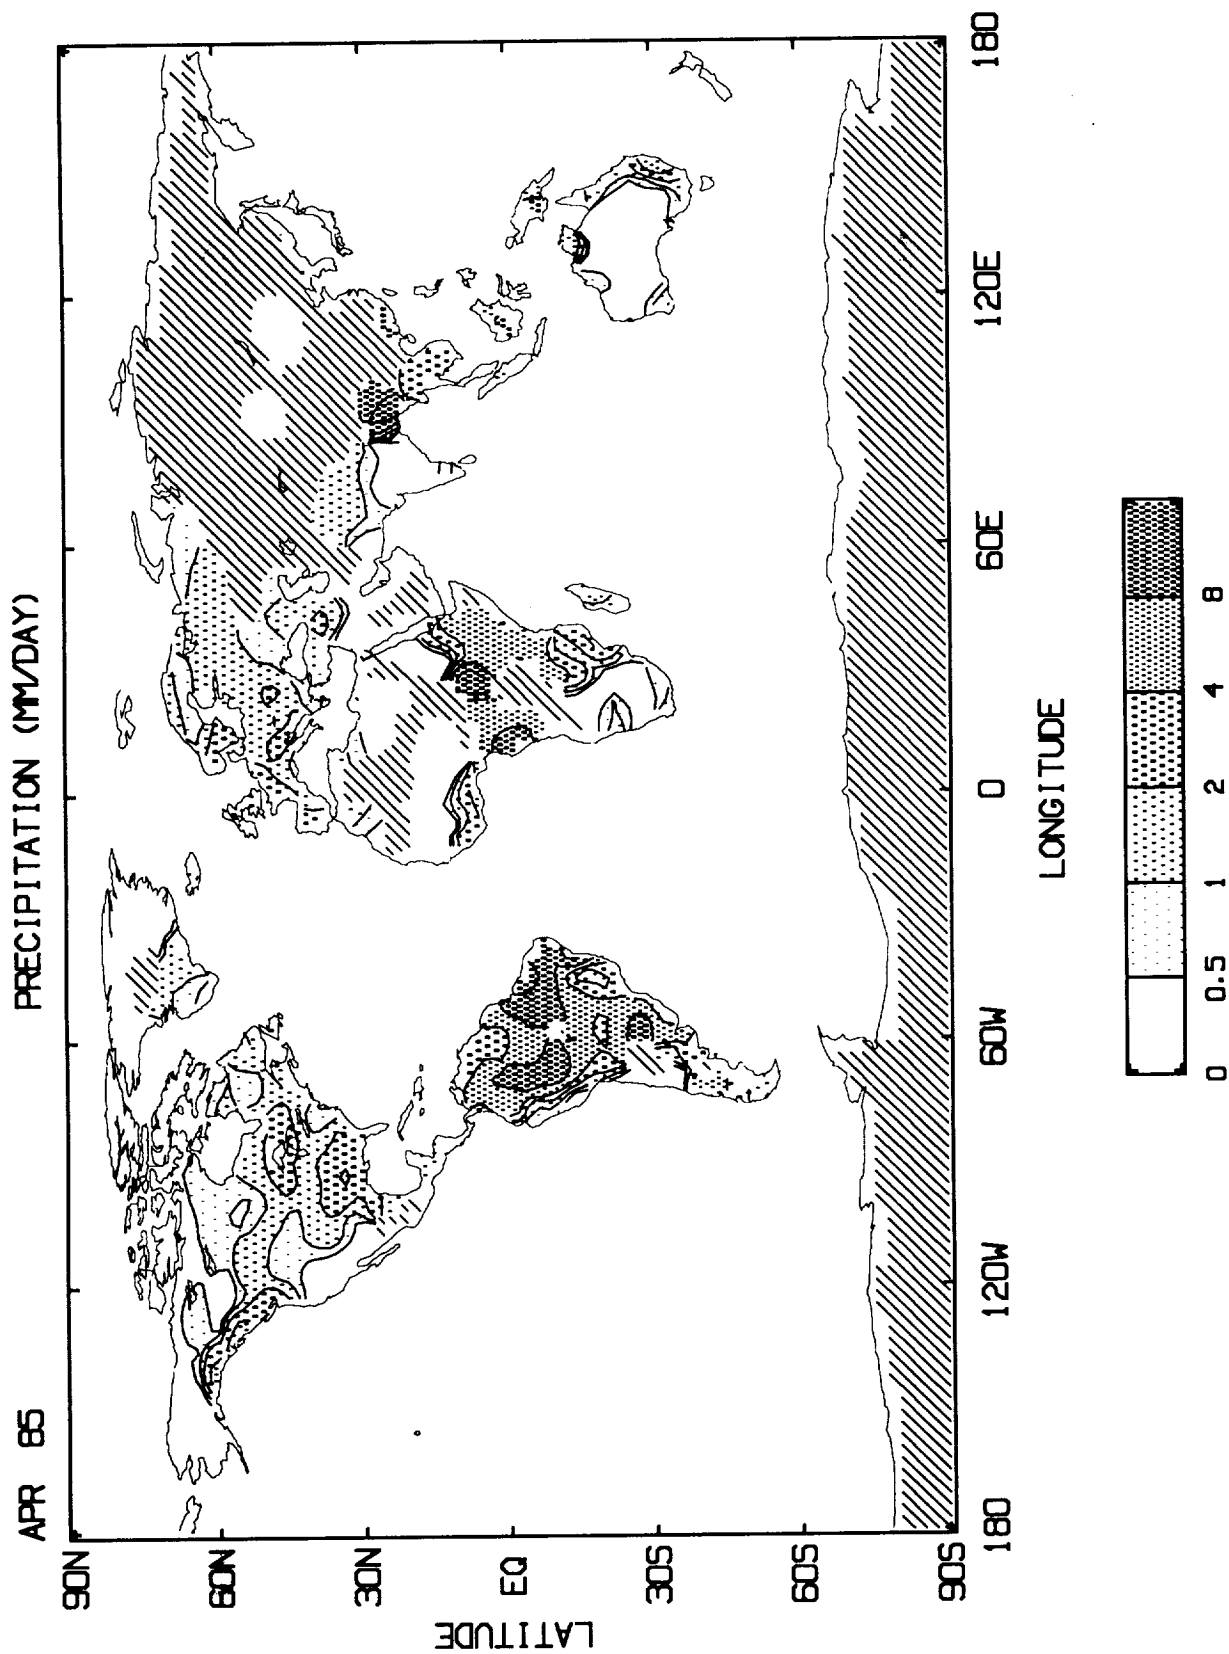 APR 85 PRECIPITATION (MM/DAY)
90N
60N
30N
EQ
30S
60S
90S
LATITUDE
180 120W 60W 0 60E 120E 180
LONGITUDE
0 0.5 1 2 4 8